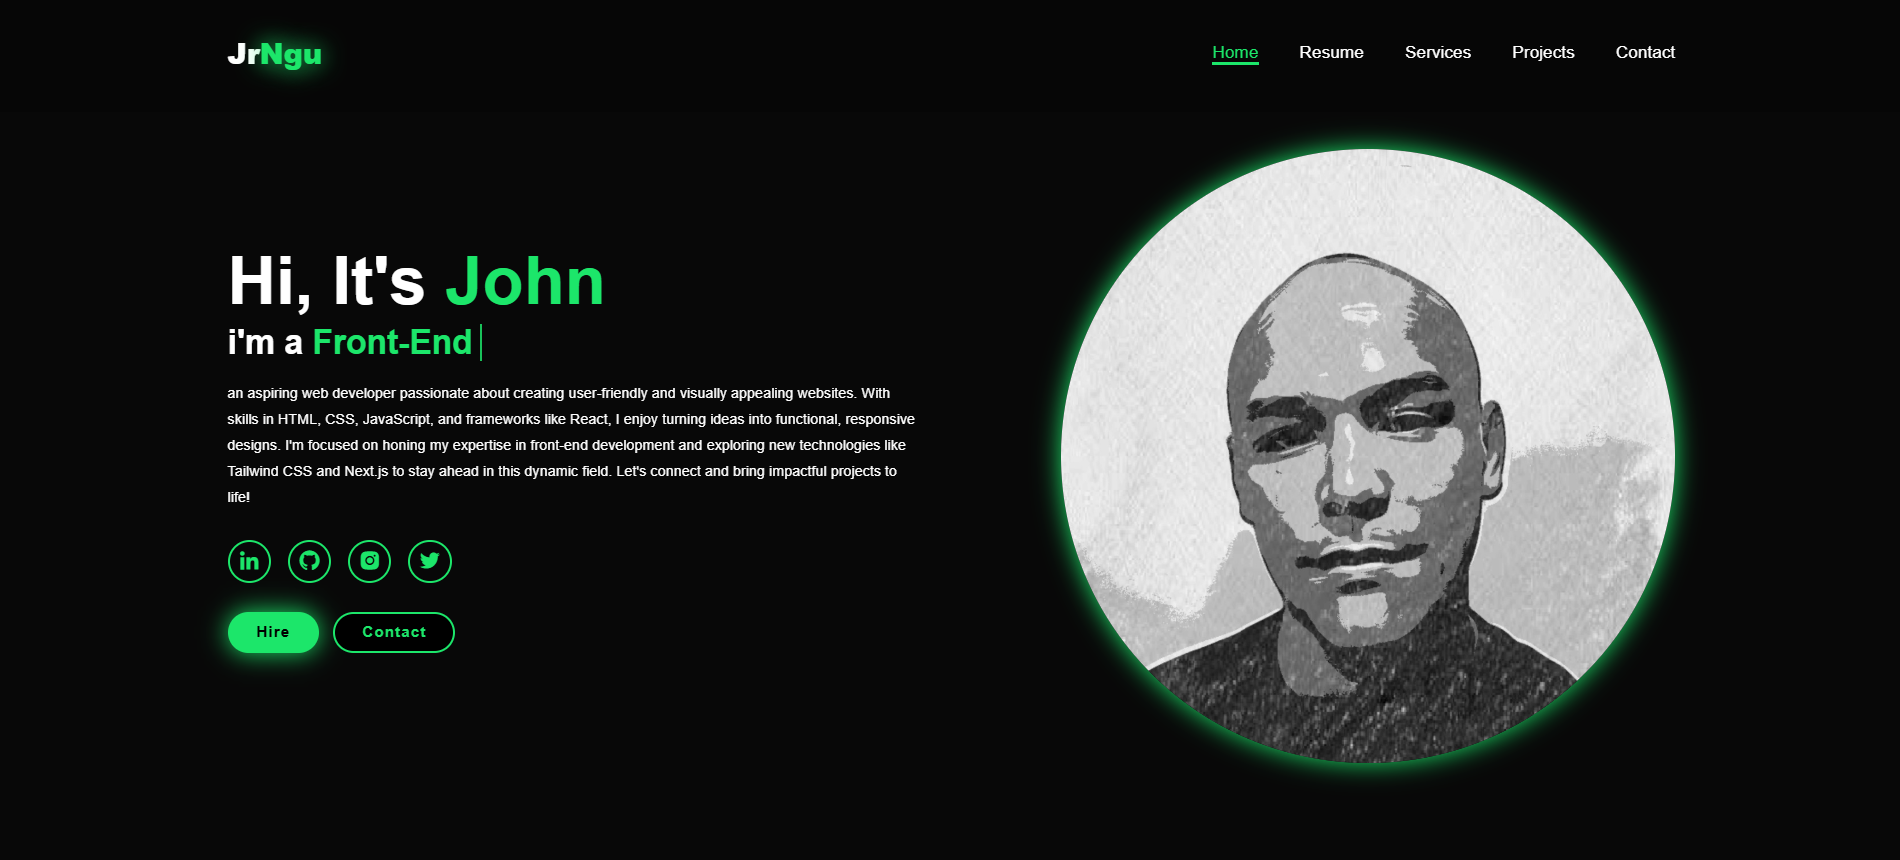 JrNgu
Home Resume Services Projects Contact
Hi, It's John
i'm a Front-End
an aspiring web developer passionate about creating user-friendly and visually appealing websites. With
skills in HTML, CSS, JavaScript, and frameworks like React, I enjoy turning ideas into functional, responsive
designs. I'm focused on honing my expertise in front-end development and exploring new technologies like
Tailwind CSS and Next.js to stay ahead in this dynamic field. Let's connect and bring impactful projects to
life!
in
Hire Contact